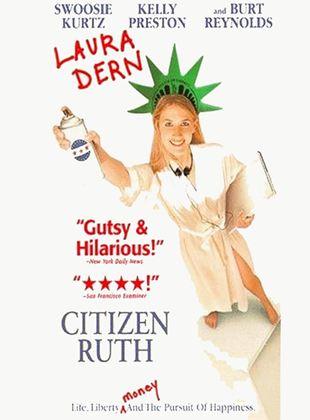 SWOOSIE KURTZ
KELLY PRESTON
and BURT REYNOLDS
LAURA
DERN
"Gutsy &
Hilarious!"
–New York Daily News
"★★★★!"
–San Francisco Examiner
CITIZEN
RUTH
money
Life, Liberty ^ And The Pursuit Of Happiness.